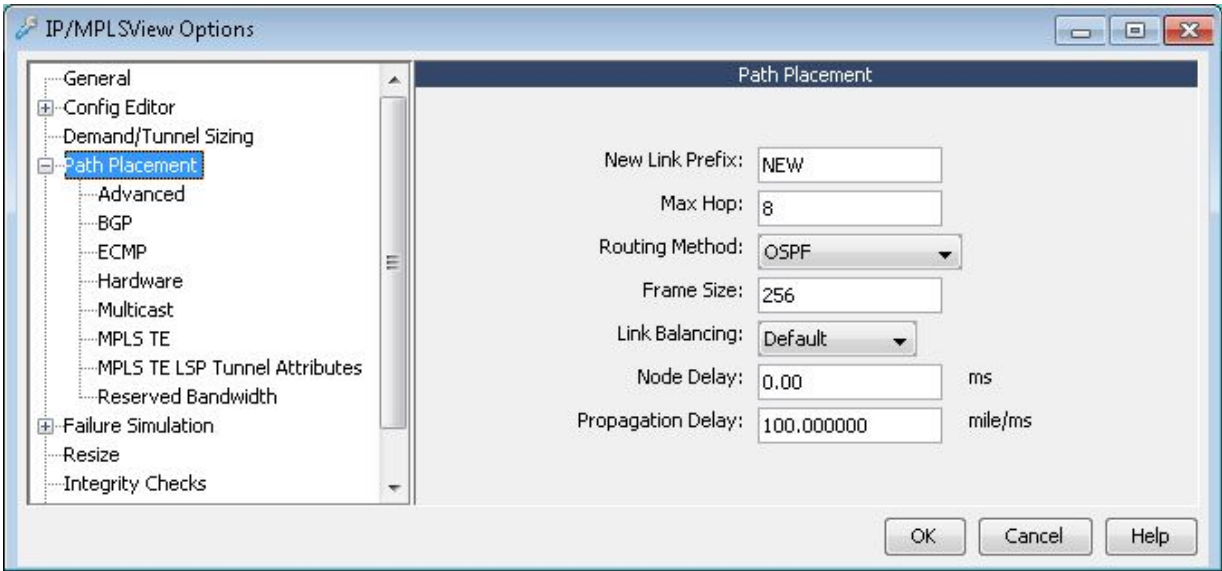 IP/MPLSView Options
General
Config Editor
Demand/Tunnel Sizing
Path Placement
Advanced
BGP
ECMP
Hardware
Multicast
MPLS TE
MPLS TE LSP Tunnel Attributes
Reserved Bandwidth
Failure Simulation
Resize
Integrity Checks
Path Placement
New Link Prefix: NEW
Max Hop: 8
Routing Method: OSPF
Frame Size: 256
Link Balancing: Default
Node Delay: 0.00 ms
Propagation Delay: 100.000000 mile/ms
OK Cancel Help